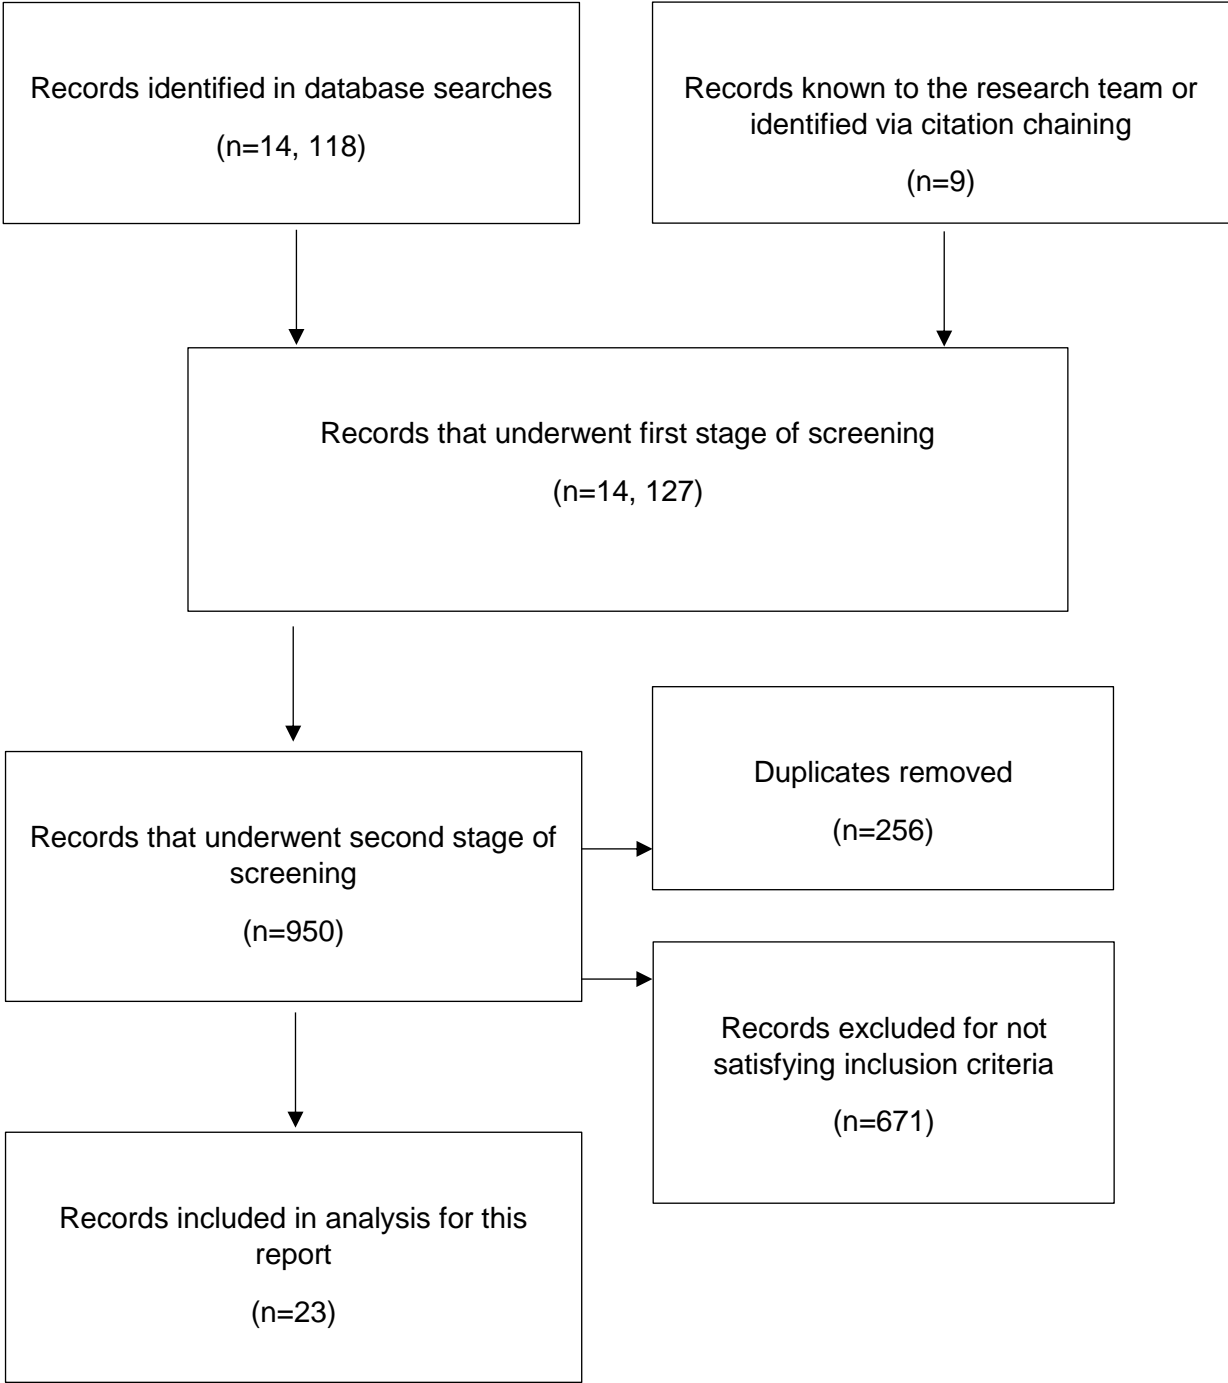 Records identified in database searches
(n=14, 118)
Records known to the research team or
identified via citation chaining
(n=9)
Records that underwent first stage of screening
(n=14, 127)
Records that underwent second stage of
screening
(n=950)
Duplicates removed
(n=256)
Records excluded for not
satisfying inclusion criteria
(n=671)
Records included in analysis for this
report
(n=23)